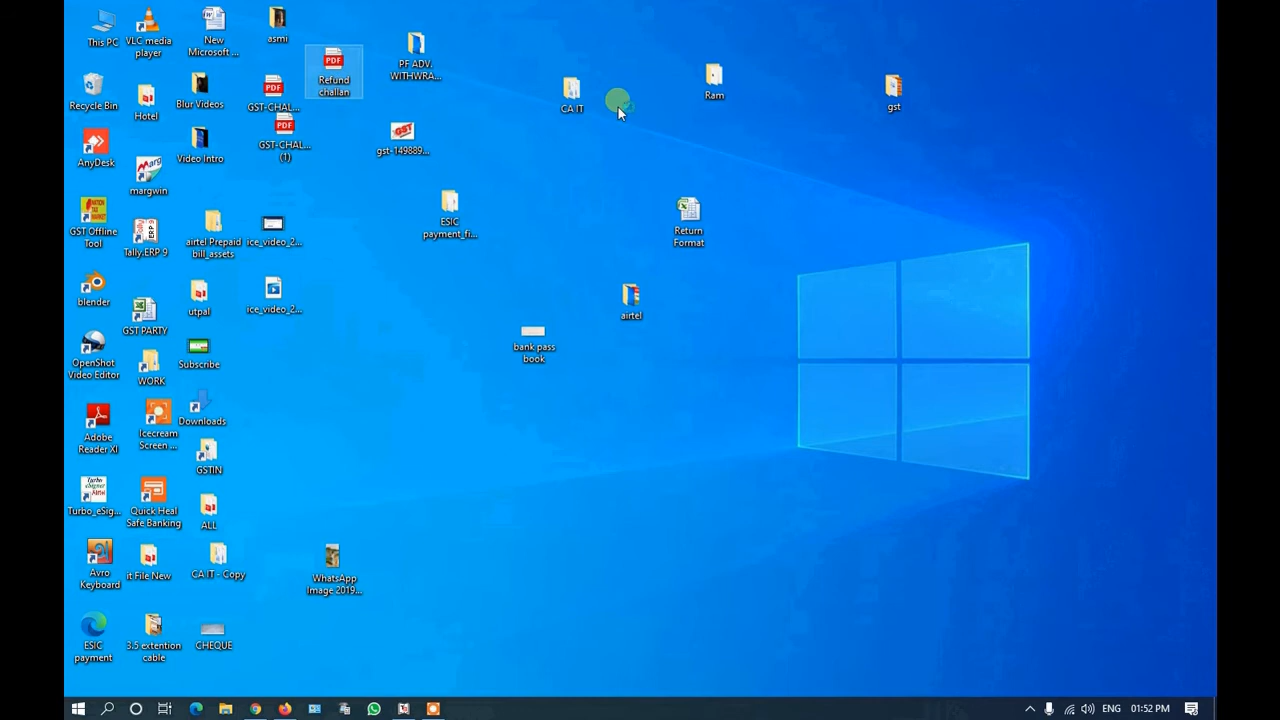 This PC
VLC media
player
New
Microsoft ...
asmi
Refund
challan
PF ADV.
WITHWRA...
CA IT
Ram
gst
Recycle Bin
Hotel
Blur Videos
GST-CHAL...
PDF
GST-CHAL...
(1)
GST
gst-149889...
AnyDesk
margwin
Video Intro
GST Offline
Tool
Tally.ERP 9
airtel Prepaid
bill_assets
ice_video_2...
ESIC
payment_fi...
Return
Format
blender
GST PARTY
utpal
ice_video_2...
airtel
bank pass
book
OpenShot
Video Editor
WORK
Subscribe
Adobe
Reader XI
Icecream
Screen ...
Downloads
GSTIN
Turbo_eSig...
Quick Heal
Safe Banking
ALL
Avro
Keyboard
it File New
CA IT - Copy
WhatsApp
Image 2019...
ESIC
payment
3.5 extention
cable
CHEQUE
ENG
01:52 PM